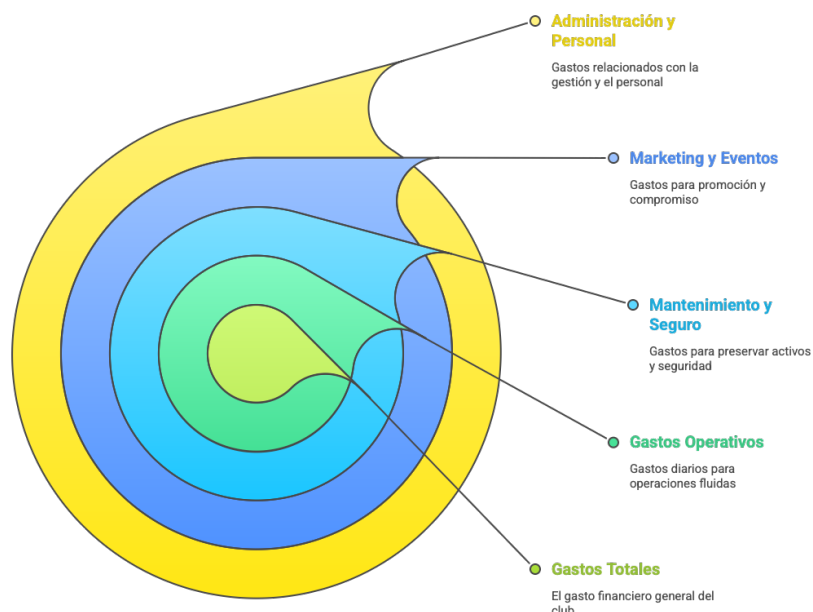 Administración y
Personal
Gastos relacionados con la
gestión y el personal
Marketing y Eventos
Gastos para promoción y
compromiso
Mantenimiento y
Seguro
Gastos para preservar activos
y seguridad
Gastos Operativos
Gastos diarios para
operaciones fluidas
Gastos Totales
El gasto financiero general del
club